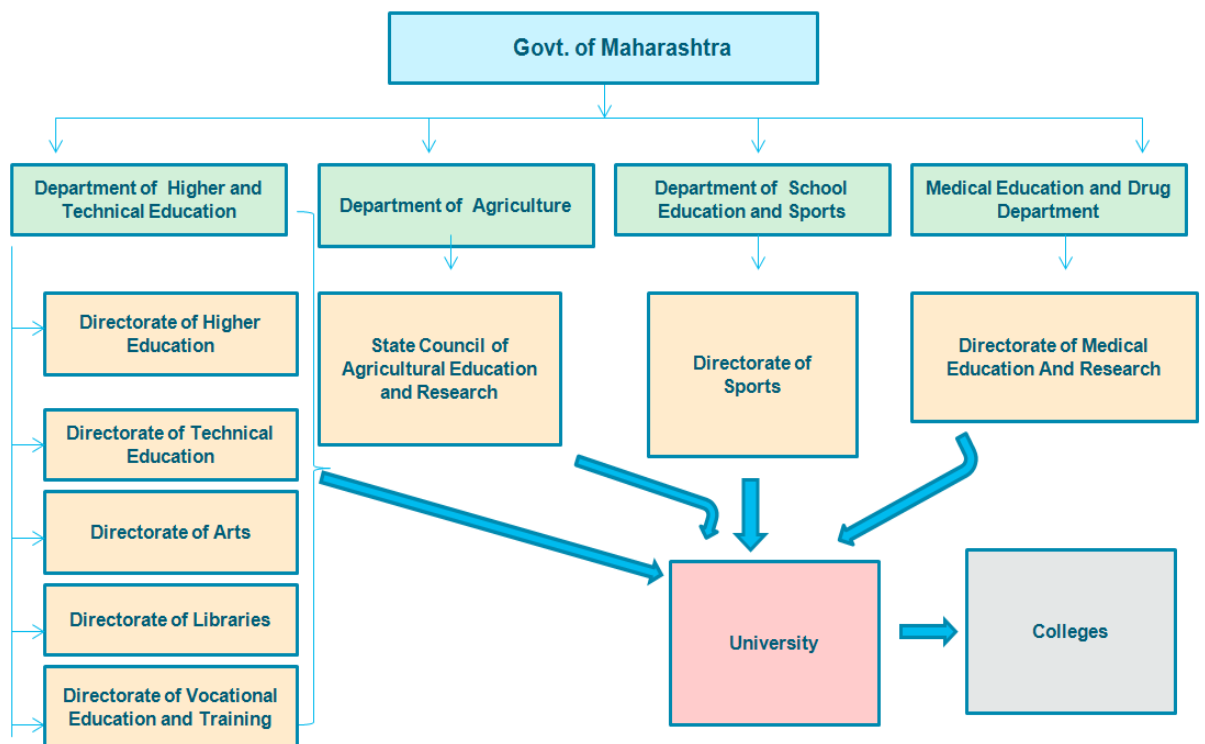 Govt. of Maharashtra
Department of Higher and
Technical Education
Department of Agriculture
Department of School
Education and Sports
Medical Education and Drug
Department
Directorate of Higher
Education
Directorate of Technical
Education
Directorate of Arts
Directorate of Libraries
Directorate of Vocational
Education and Training
State Council of
Agricultural Education
and Research
Directorate of
Sports
Directorate of Medical
Education And Research
University
Colleges